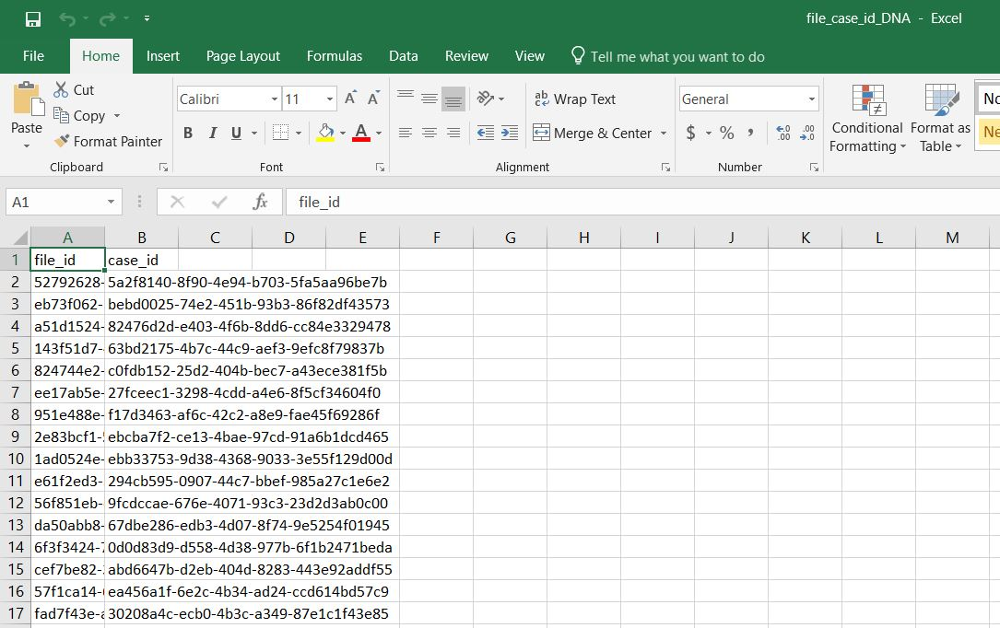 file_case_id_DNA - Excel
File Home Insert Page Layout Formulas Data Review View Tell me what you want to do
Paste
Cut
Copy
Format Painter
Clipboard
Calibri 11
B I U
Font
Wrap Text
Merge & Center
Alignment
General
$ %
Number
Conditional Formatting
Format as Table
A1 fx file_id
A B C D E F G H I J K L M
1 file_id case_id
2 52792628- 5a2f8140-8f90-4e94-b703-5fa5aa96be7b
3 eb73f062- bebd0025-74e2-451b-93b3-86f82df43573
4 a51d1524- 82476d2d-e403-4f6b-8dd6-cc84e3329478
5 143f51d7- 63bd2175-4b7c-44c9-aef3-9efc8f79837b
6 824744e2- c0fdb152-25d2-404b-bec7-a43ece381f5b
7 ee17ab5e- 27fceec1-3298-4cdd-a4e6-8f5cf34604f0
8 951e488e- f17d3463-af6c-42c2-a8e9-fae45f69286f
9 2e83bcf1- ebcba7f2-ce13-4bae-97cd-91a6b1dcd465
10 1ad0524e- ebb33753-9d38-4368-9033-3e55f129d00d
11 e61f2ed3- 294cb595-0907-44c7-bbef-985a27c1e6e2
12 56f851eb- 9fcdccae-676e-4071-93c3-23d2d3ab0c00
13 da50abb8- 67dbe286-edb3-4d07-8f74-9e5254f01945
14 6f3f3424- 0d0d83d9-d558-4d38-977b-6f1b2471beda
15 cef7be82- abd6647b-d2eb-404d-8283-443e92addf55
16 57f1ca14- ea456a1f-6e2c-4b34-ad24-ccd614bd57c9
17 fad7f43e- 30208a4c-ecb0-4b3c-a349-87e1c1f43e85